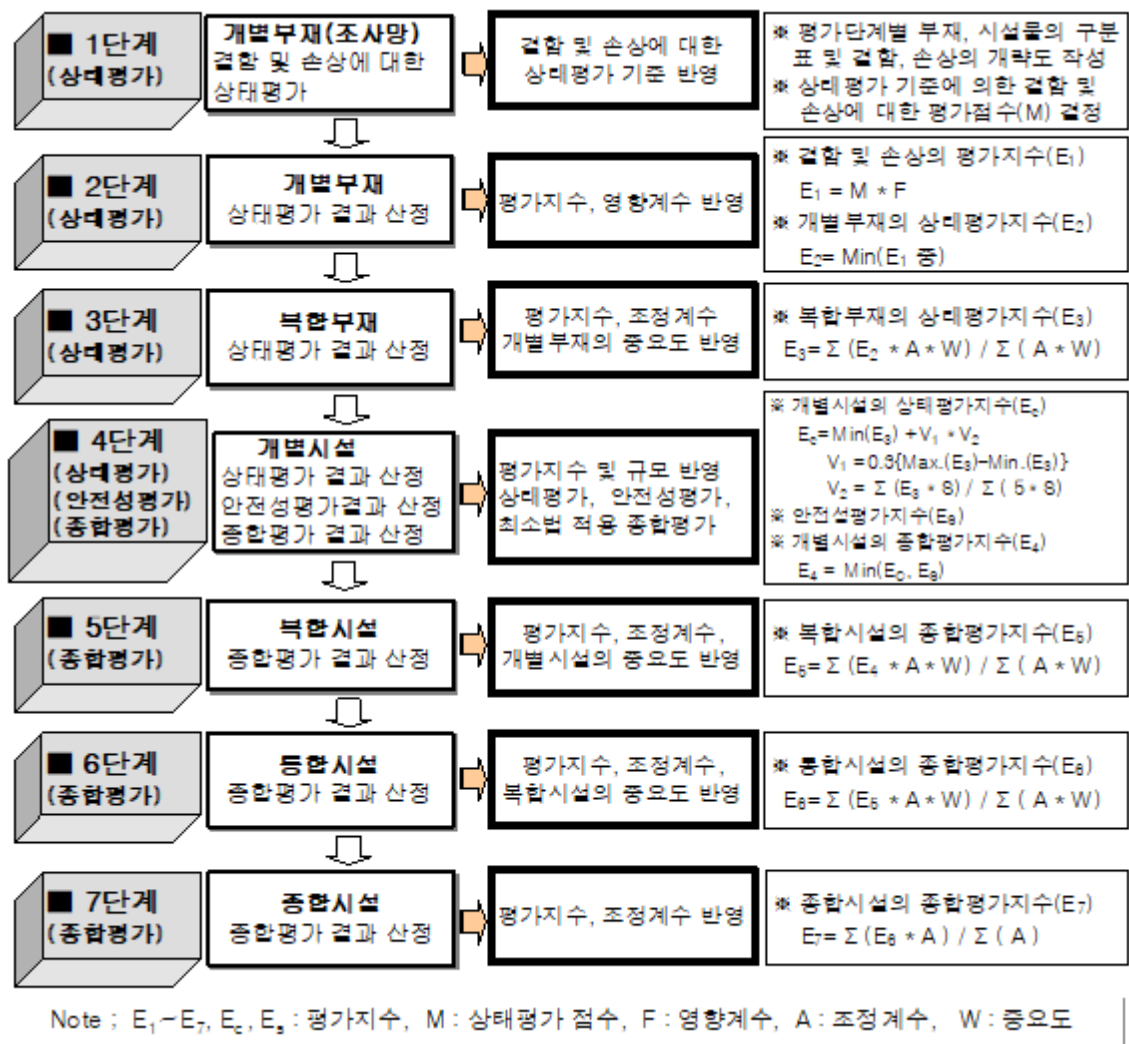 ■ 1단계
(상태평가)
개별부재(조사망)
결함 및 손상에 대한
상태평가
결함 및 손상에 대한
상태평가 기준 반영
※ 평가단계별 부재, 시설물의 구분
표 및 결함, 손상의 개략도 작성
※ 상태평가 기준에 의한 결함 및
손상에 대한 평가점수(M) 결정
■ 2단계
(상태평가)
개별부재
상태평가 결과 산정
평가지수, 영향계수 반영
※ 결함 및 손상의 평가지수(E₁)
E₁ = M * F
※ 개별부재의 상태평가지수(E₂)
E₂= Min(E₁ 중)
■ 3단계
(상태평가)
복합부재
상태평가 결과 산정
평가지수, 조정계수
개별부재의 중요도 반영
※ 복합부재의 상태평가지수(E₃)
E₃= Σ (E₂ * A * W) / Σ ( A * W)
■ 4단계
(상태평가)
(안전성평가)
(종합평가)
개별시설
상태평가 결과 산정
안전성평가결과 산정
종합평가 결과 산정
평가지수 및 규모 반영
상태평가, 안전성평가,
최소법 적용 종합평가
※ 개별시설의 상태평가지수(E_c)
E_c=Min(E₃) +V₁ * V₂
V₁ =0.3{Max.(E₃)-Min.(E₃)}
V₂ = Σ (E₃ * S) / Σ ( 5 * S)
※ 안전성평가지수(E_S)
※ 개별시설의 종합평가지수(E₄)
E₄ = Min(E_C, E_S)
■ 5단계
(종합평가)
복합시설
종합평가 결과 산정
평가지수, 조정계수,
개별시설의 중요도 반영
※ 복합시설의 종합평가지수(E₅)
E₅= Σ (E₄ * A * W) / Σ ( A * W)
■ 6단계
(종합평가)
통합시설
종합평가 결과 산정
평가지수, 조정계수,
복합시설의 중요도 반영
※ 통합시설의 종합평가지수(E₆)
E₆= Σ (E₅ * A * W) / Σ ( A * W)
■ 7단계
(종합평가)
종합시설
종합평가 결과 산정
평가지수, 조정계수 반영
※ 종합시설의 종합평가지수(E₇)
E₇= Σ (E₆ * A ) / Σ ( A )
Note ; E₁~E₇, E_c, E_s : 평가지수, M : 상태평가 점수, F : 영향계수, A : 조정계수, W : 중요도